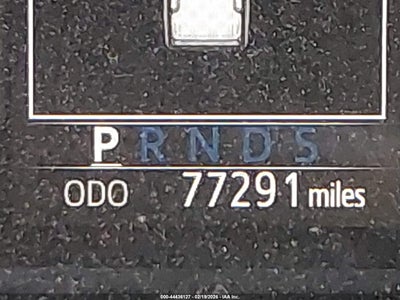 P R N D S
ODO 77291 miles
000-44436127 - 02/19/2026 - IAA Inc.